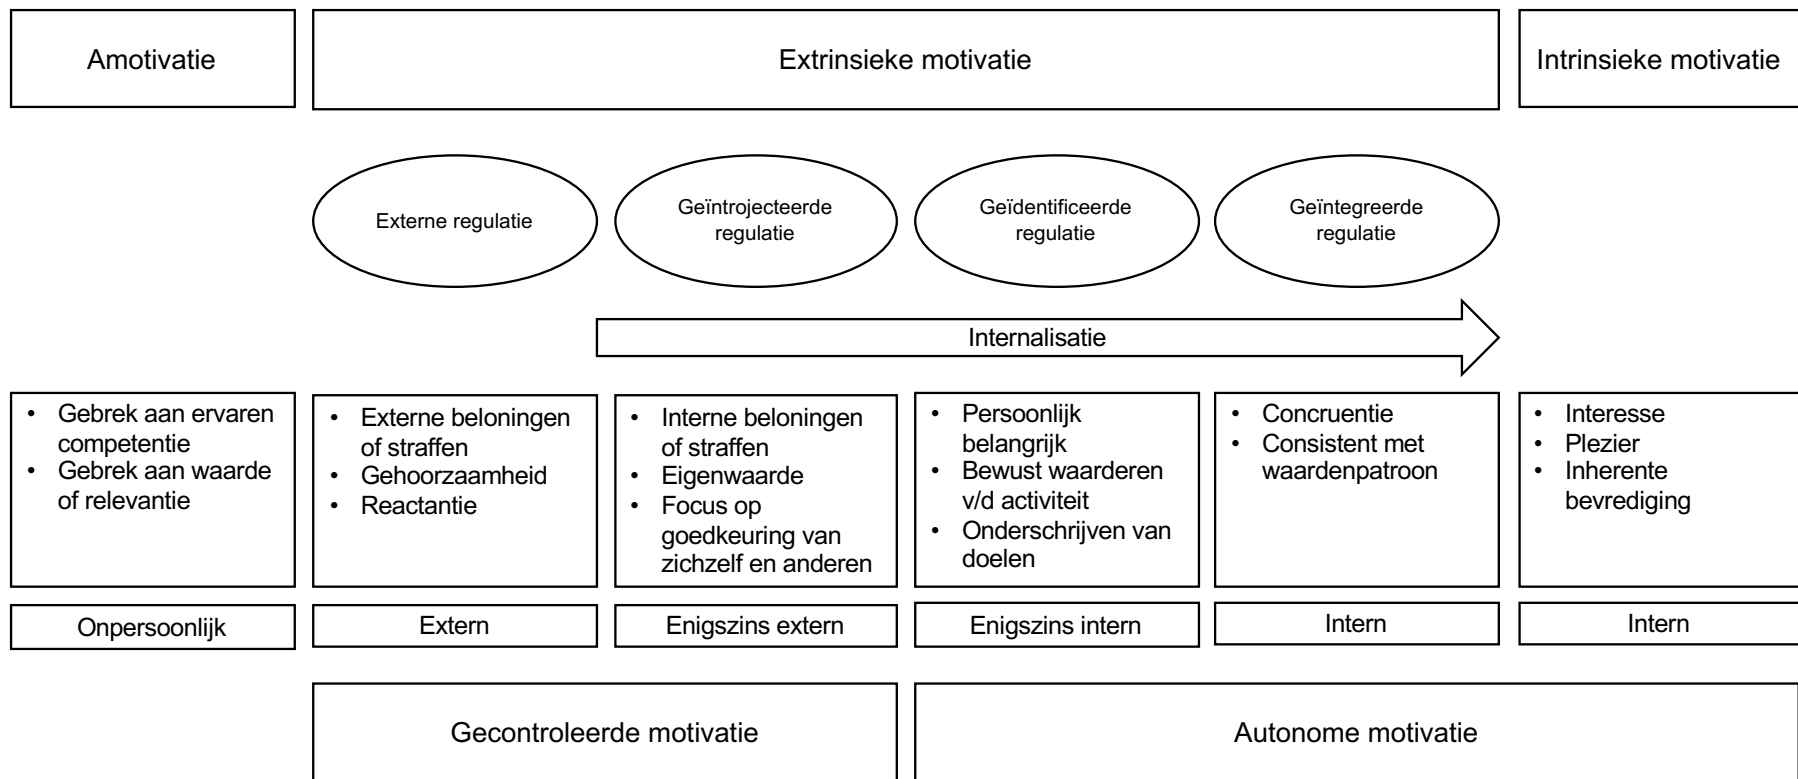 Amotivatie
Extrinsieke motivatie
Intrinsieke motivatie
Externe regulatie
Geïntrojecteerde
regulatie
Geïdentificeerde
regulatie
Geïntegreerde
regulatie
Internalisatie
• Gebrek aan ervaren
competentie
• Gebrek aan waarde
of relevantie
• Externe beloningen
of straffen
• Gehoorzaamheid
• Reactantie
• Interne beloningen
of straffen
• Eigenwaarde
• Focus op
goedkeuring van
zichzelf en anderen
• Persoonlijk
belangrijk
• Bewust waarderen
v/d activiteit
• Onderschrijven van
doelen
• Concruentie
• Consistent met
waardenpatroon
• Interesse
• Plezier
• Inherente
bevrediging
Onpersoonlijk
Extern
Enigszins extern
Enigszins intern
Intern
Intern
Gecontroleerde motivatie
Autonome motivatie